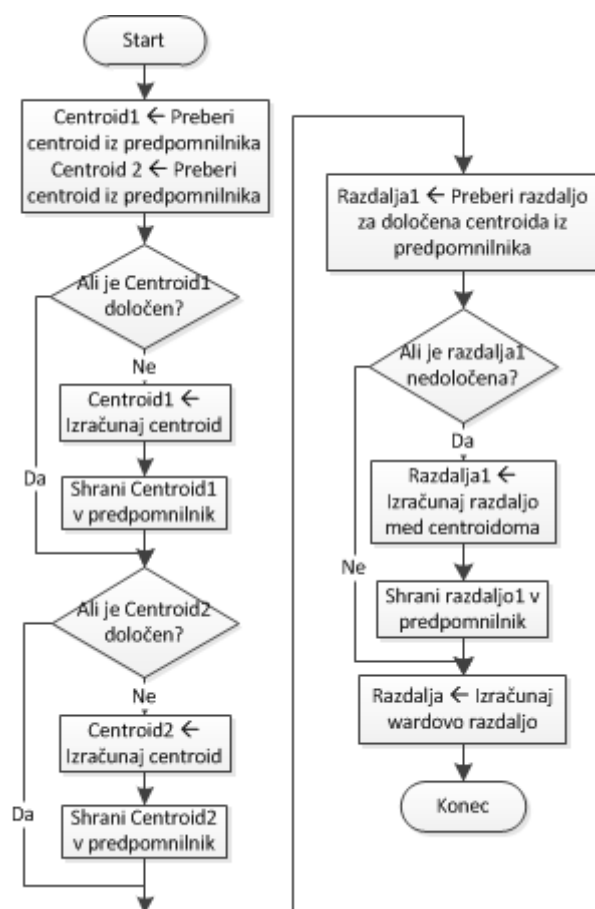 Start
Centroid1 ← Preberi
centroid iz predpomnilnika
Centroid 2 ← Preberi
centroid iz predpomnilnika
Ali je Centroid1
določen?
Ne
Centroid1 ←
Izračunaj centroid
Da
Shrani Centroid1
v predpomnilnik
Ali je Centroid2
določen?
Ne
Centroid2 ←
Izračunaj centroid
Da
Shrani Centroid2
v predpomnilnik
Razdalja1 ← Preberi razdaljo
za določena centroida iz
predpomnilnika
Ali je razdalja1
nedoločena?
Da
Razdalja1 ←
Izračunaj razdaljo
med centroidoma
Ne
Shrani razdaljo1 v
predpomnilnik
Razdalja ← Izračunaj
wardovo razdaljo
Konec